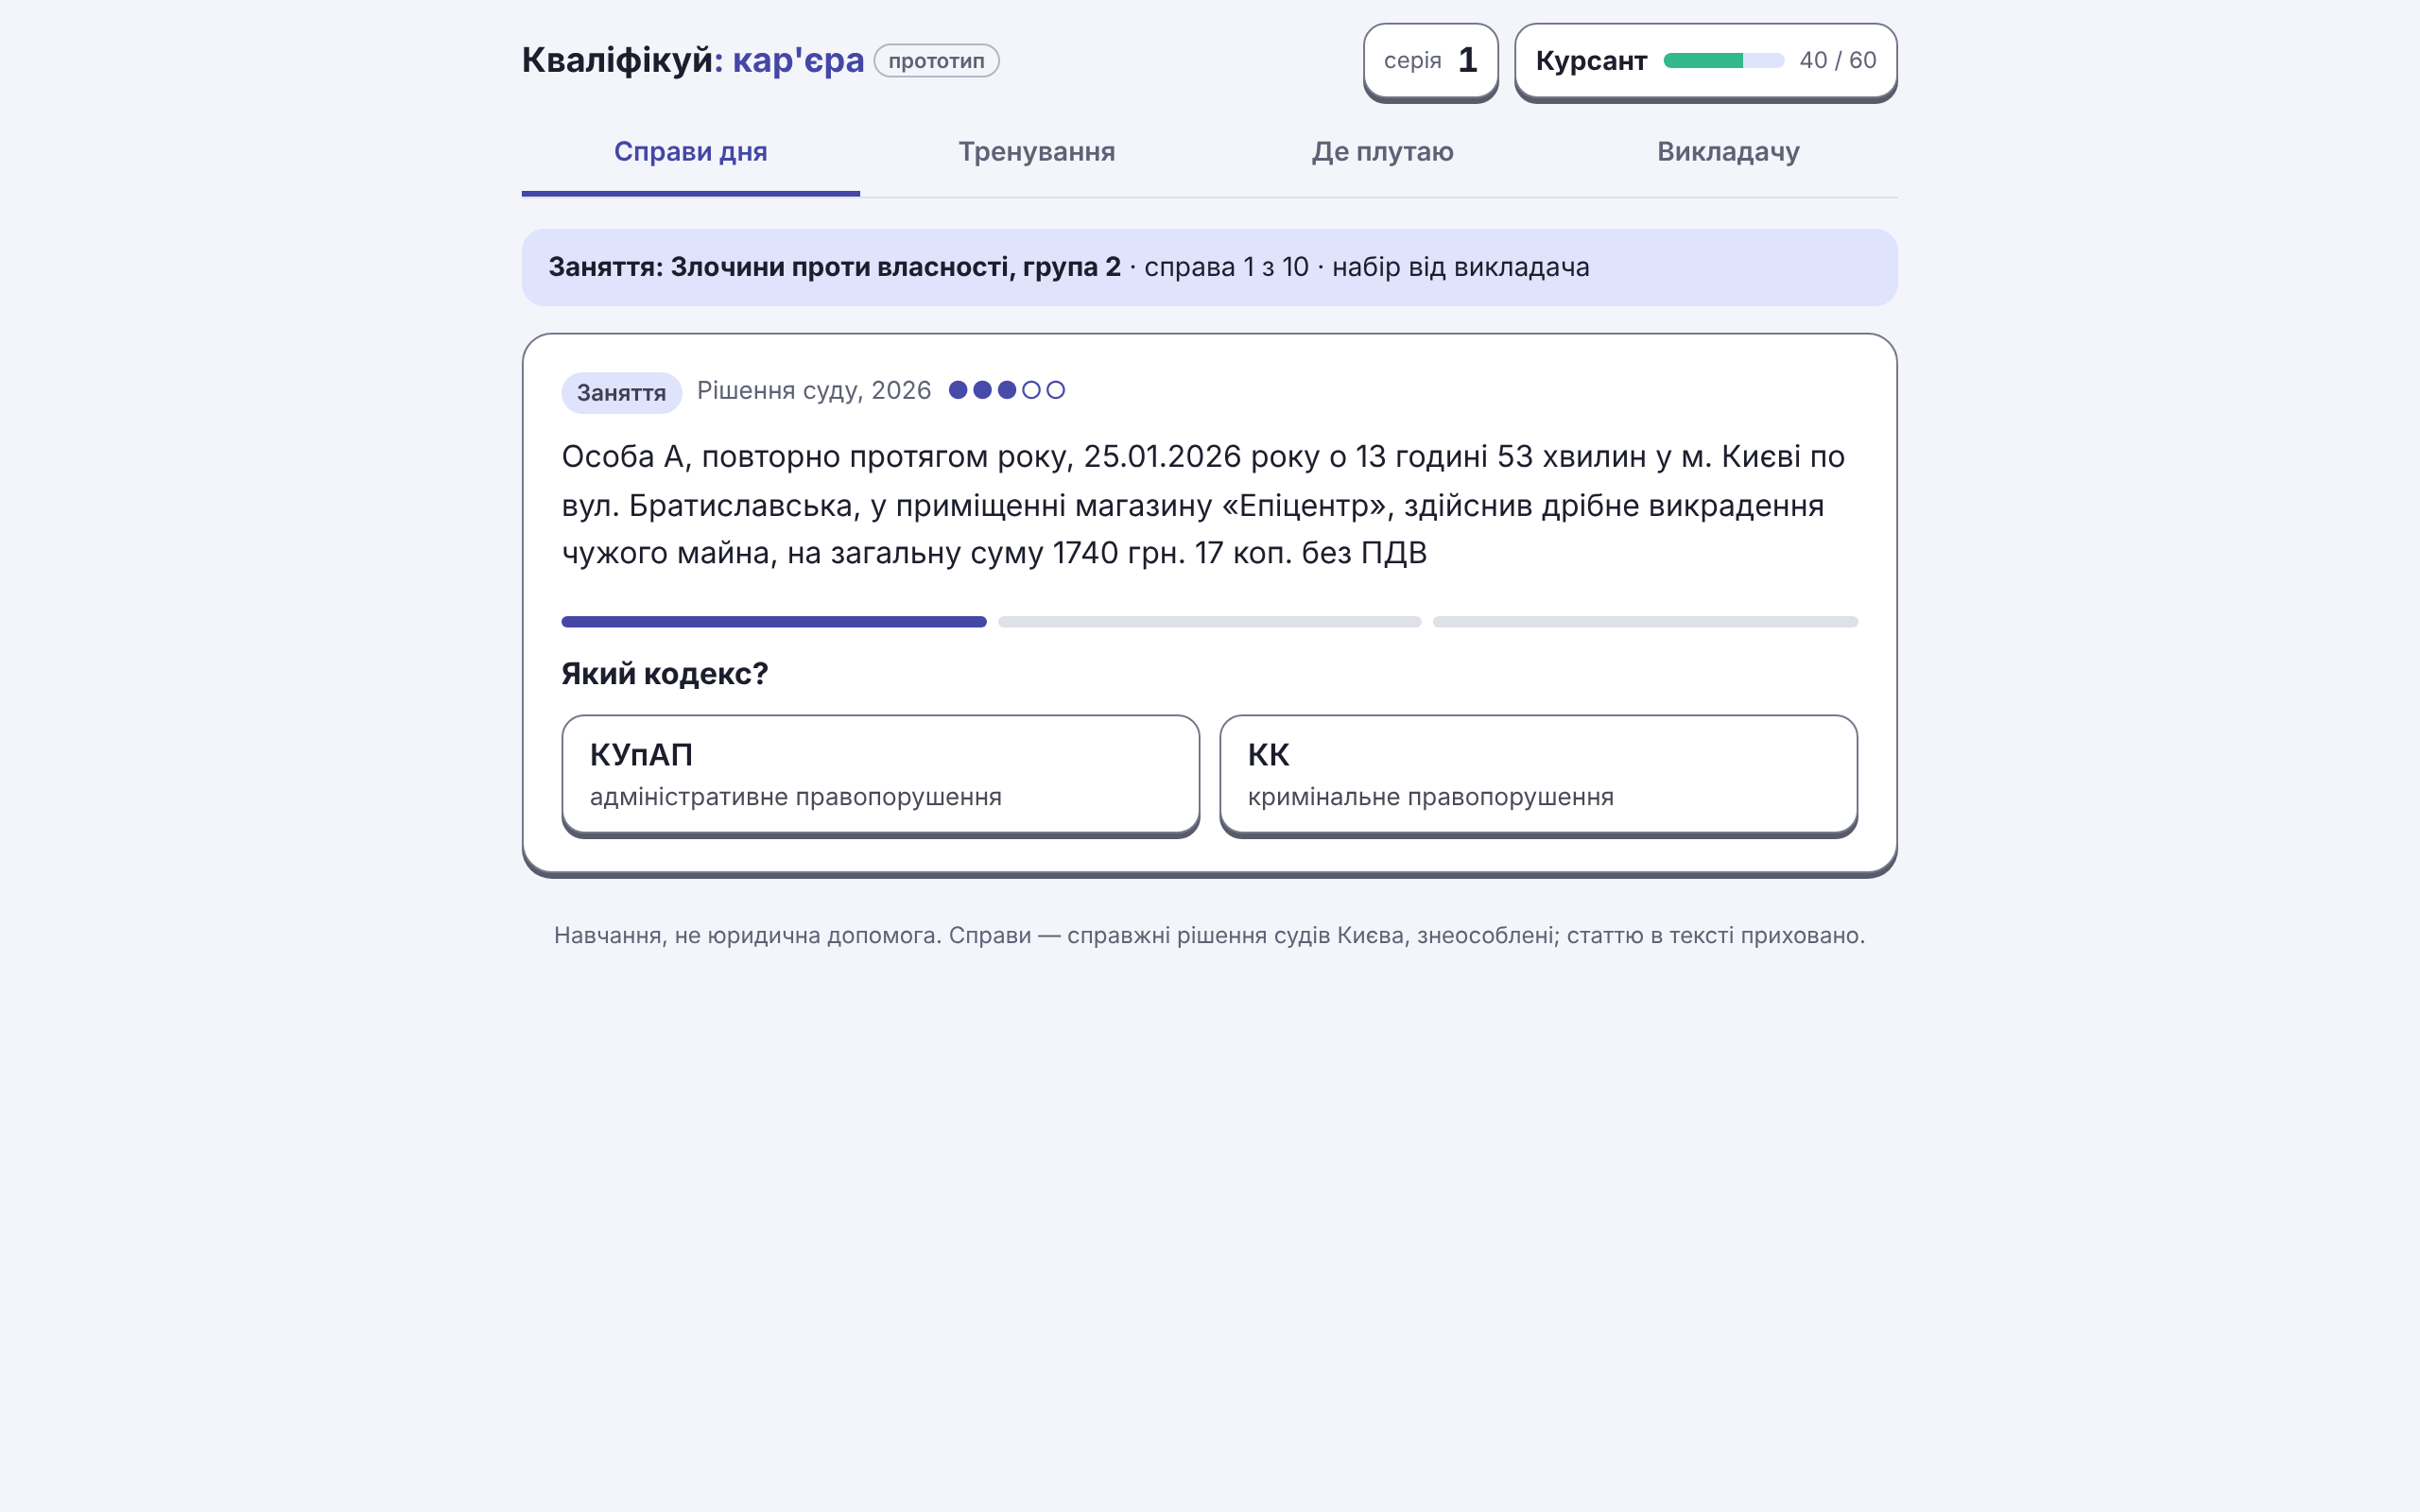 Кваліфікуй: кар'єра прототип
серія 1
Курсант 40 / 60
Справи дня
Тренування
Де плутаю
Викладачу
Заняття: Злочини проти власності, група 2 · справа 1 з 10 · набір від викладача
Заняття Рішення суду, 2026
Особа А, повторно протягом року, 25.01.2026 року о 13 годині 53 хвилин у м. Києві по
вул. Братиславська, у приміщенні магазину «Епіцентр», здійснив дрібне викрадення
чужого майна, на загальну суму 1740 грн. 17 коп. без ПДВ
Який кодекс?
КУпАП
адміністративне правопорушення
КК
кримінальне правопорушення
Навчання, не юридична допомога. Справи — справжні рішення судів Києва, знеособлені; статтю в тексті приховано.